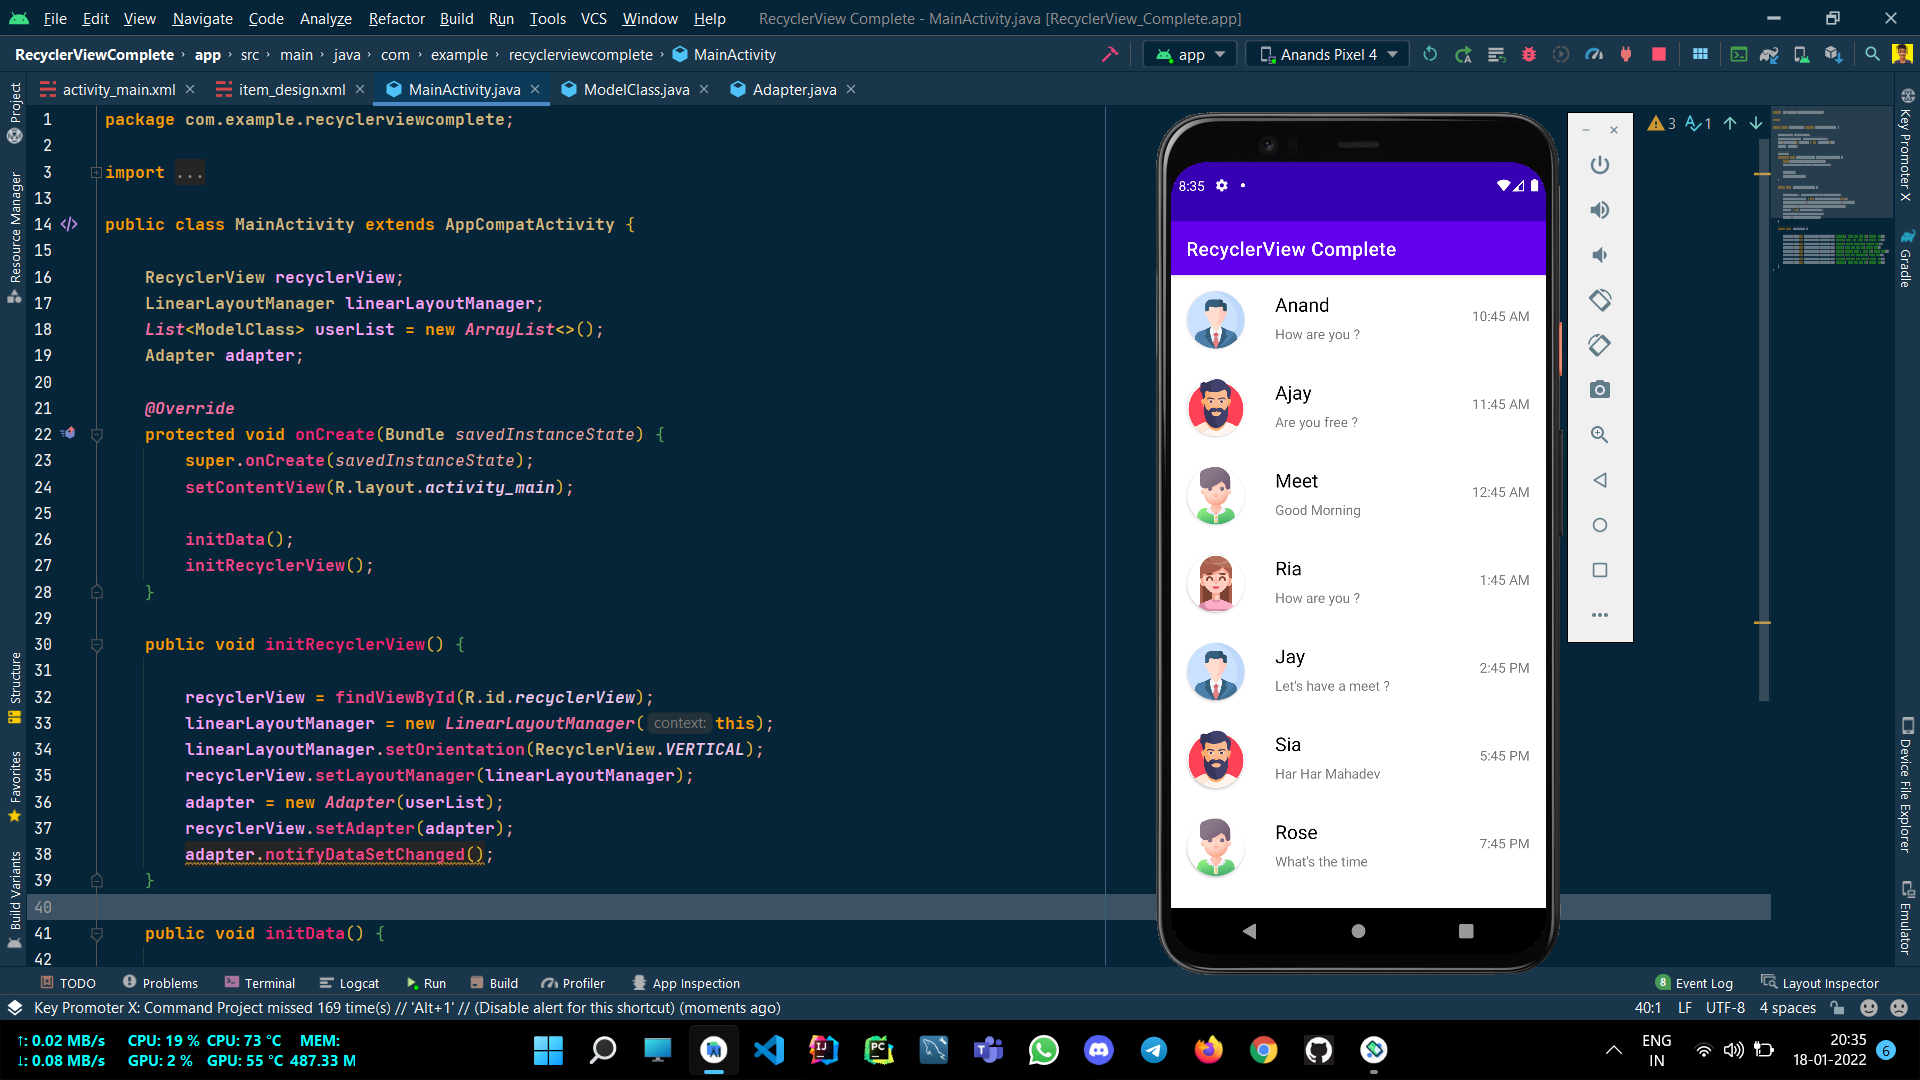 File Edit View Navigate Code Analyze Refactor Build Run Tools VCS Window Help RecyclerView Complete - MainActivity.java [RecyclerView_Complete.app]
RecyclerViewComplete › app › src › main › java › com › example › recyclerviewcomplete › MainActivity app Anands Pixel 4
activity_main.xml item_design.xml MainActivity.java ModelClass.java Adapter.java
Project
Resource Manager
Structure
Favorites
Build Variants
1 package com.example.recyclerviewcomplete;
2
3 import ...
13
14 public class MainActivity extends AppCompatActivity {
15
16 RecyclerView recyclerView;
17 LinearLayoutManager linearLayoutManager;
18 List<ModelClass> userList = new ArrayList<>();
19 Adapter adapter;
20
21 @Override
22 protected void onCreate(Bundle savedInstanceState) {
23 super.onCreate(savedInstanceState);
24 setContentView(R.layout.activity_main);
25
26 initData();
27 initRecyclerView();
28 }
29
30 public void initRecyclerView() {
31
32 recyclerView = findViewById(R.id.recyclerView);
33 linearLayoutManager = new LinearLayoutManager( context: this);
34 linearLayoutManager.setOrientation(RecyclerView.VERTICAL);
35 recyclerView.setLayoutManager(linearLayoutManager);
36 adapter = new Adapter(userList);
37 recyclerView.setAdapter(adapter);
38 adapter.notifyDataSetChanged();
39 }
40
41 public void initData() {
42
8:35
RecyclerView Complete
Anand
How are you ?
10:45 AM
Ajay
Are you free ?
11:45 AM
Meet
Good Morning
12:45 AM
Ria
How are you ?
1:45 AM
Jay
Let's have a meet ?
2:45 PM
Sia
Har Har Mahadev
5:45 PM
Rose
What's the time
7:45 PM
3 1
Key Promoter X
Gradle
Device File Explorer
Emulator
TODO Problems Terminal Logcat Run Build Profiler App Inspection 8 Event Log Layout Inspector
Key Promoter X: Command Project missed 169 time(s) // 'Alt+1' // (Disable alert for this shortcut) (moments ago) 40:1 LF UTF-8 4 spaces
↑: 0.02 MB/s CPU: 19 % CPU: 73 °C MEM:
↓: 0.08 MB/s GPU: 2 % GPU: 55 °C 487.33 M
ENG
IN
20:35
18-01-2022
6